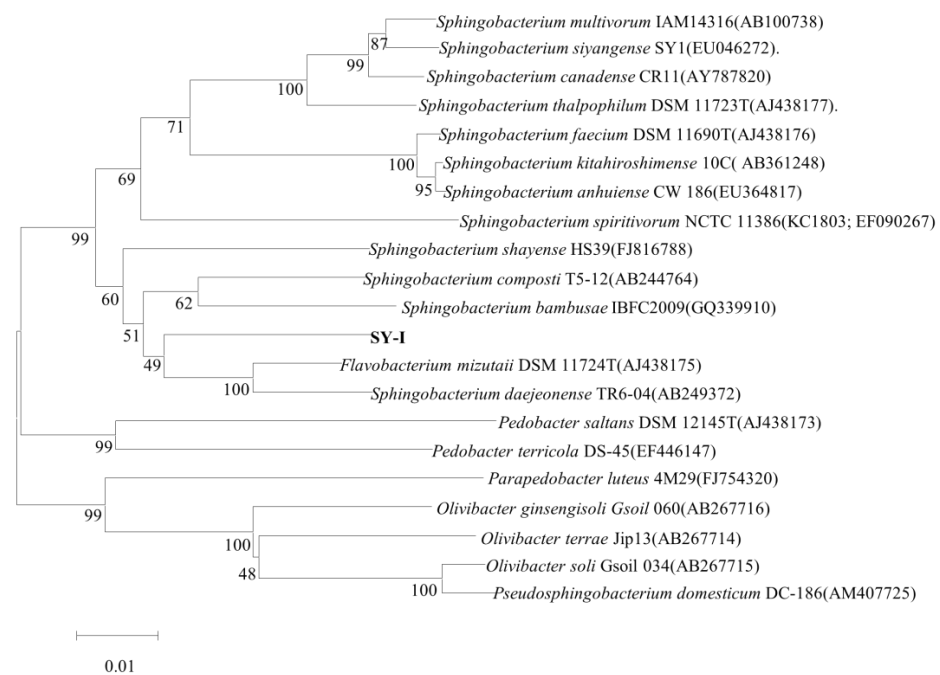 Sphingobacterium multivorum IAM14316(AB100738)
87
Sphingobacterium siyangense SY1(EU046272).
99
Sphingobacterium canadense CR11(AY787820)
100
Sphingobacterium thalpophilum DSM 11723T(AJ438177).
71
Sphingobacterium faecium DSM 11690T(AJ438176)
100
Sphingobacterium kitahiroshimense 10C( AB361248)
69
95
Sphingobacterium anhuiense CW 186(EU364817)
Sphingobacterium spiritivorum NCTC 11386(KC1803; EF090267)
99
Sphingobacterium shayense HS39(FJ816788)
Sphingobacterium composti T5-12(AB244764)
60
62
Sphingobacterium bambusae IBFC2009(GQ339910)
51
SY-I
49
Flavobacterium mizutaii DSM 11724T(AJ438175)
100
Sphingobacterium daejeonense TR6-04(AB249372)
Pedobacter saltans DSM 12145T(AJ438173)
99
Pedobacter terricola DS-45(EF446147)
Parapedobacter luteus 4M29(FJ754320)
99
Olivibacter ginsengisoli Gsoil 060(AB267716)
100
Olivibacter terrae Jip13(AB267714)
48
Olivibacter soli Gsoil 034(AB267715)
100
Pseudosphingobacterium domesticum DC-186(AM407725)
0.01